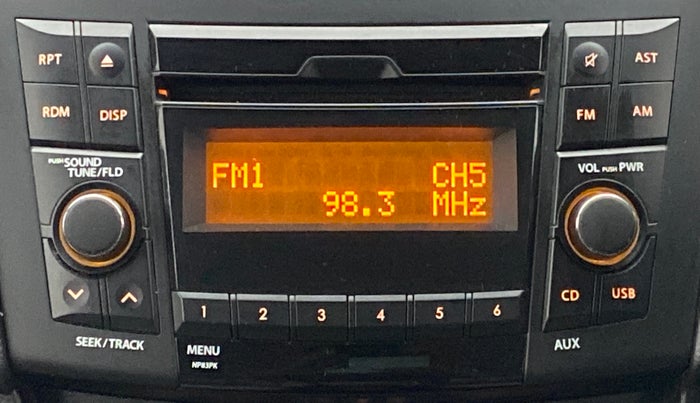 RPT
RDM
DISP
PUSH SOUND
TUNE/FLD
SEEK/TRACK
FM1 CH5
98.3 MHz
1 2 3 4 5 6
MENU
NP83PK
AST
FM
AM
VOL PUSH PWR
CD
USB
AUX